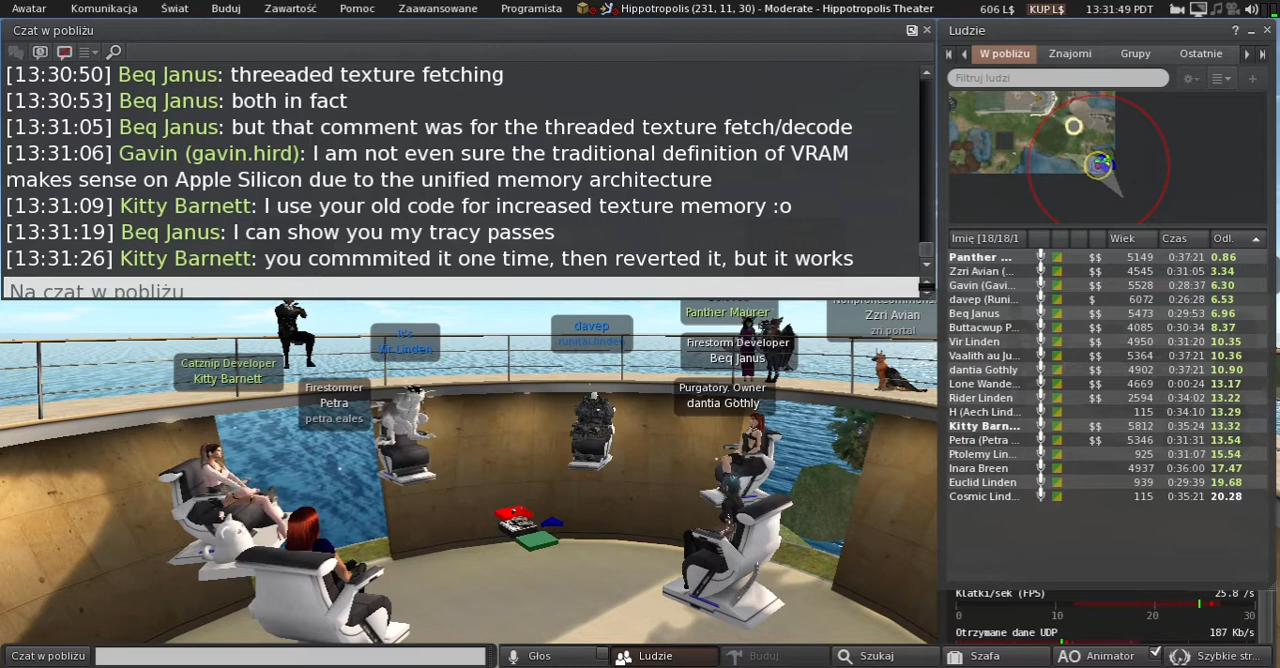 Awatar Komunikacja Świat Buduj Zawartość Pomoc Zaawansowane Programista Hippotropolis (231, 11, 30) - Moderate - Hippotropolis Theater 606 L$ KUP L$ 13:31:49 PDT
Czat w pobliżu
[13:30:50] Beq Janus: threeaded texture fetching
[13:30:53] Beq Janus: both in fact
[13:31:05] Beq Janus: but that comment was for the threaded texture fetch/decode
[13:31:06] Gavin (gavin.hird): I am not even sure the traditional definition of VRAM
makes sense on Apple Silicon due to the unified memory architecture
[13:31:09] Kitty Barnett: I use your old code for increased texture memory :o
[13:31:19] Beq Janus: I can show you my tracy passes
[13:31:26] Kitty Barnett: you commmited it one time, then reverted it, but it works
Na czat w pobliżu
Catznip Developer
Kitty Barnett
It's
Vir Linden
Firestormer
Petra
petra.eales
davep
runitai.linden
Panther Maurer
Firestorm Developer
Beq Janus
Purgatory. Owner
dantia Gothly
Zzri Avian
zn portal
Ludzie
W pobliżu Znajomi Grupy Ostatnie
Filtruj ludzi
Imię [18/18/1 Wiek Czas Odl.
Panther ... $$ 5149 0:37:21 0.86
Zzri Avian (... $$ 4545 0:31:05 3.34
Gavin (Gavi... $$ 5528 0:28:37 6.30
davep (Runi... $ 6072 0:26:28 6.53
Beq Janus $$ 5473 0:29:53 6.96
Buttacwup P... $$ 4085 0:30:34 8.37
Vir Linden $$ 4950 0:31:20 10.35
Vaalith au Ju... $$ 5364 0:37:21 10.36
dantia Gothly $$ 4902 0:37:21 10.90
Lone Wande... $$ 4669 0:00:24 13.17
Rider Linden $$ 2594 0:34:02 13.22
H (Aech Lind... 115 0:34:10 13.29
Kitty Barn... $$ 5812 0:35:24 13.32
Petra (Petra ... $$ 5346 0:31:31 13.54
Ptolemy Lin... 925 0:31:07 15.54
Inara Breen 4937 0:36:00 17.47
Euclid Linden 939 0:29:39 19.68
Cosmic Lind... 115 0:35:21 20.28
Klatki/sek (FPS) 25.8 /s
0 10 20 30
Otrzymane dane UDP 187 Kb/s
Czat w pobliżu Głos Ludzie Buduj Szukaj Szafa AO Animator Szybkie str...